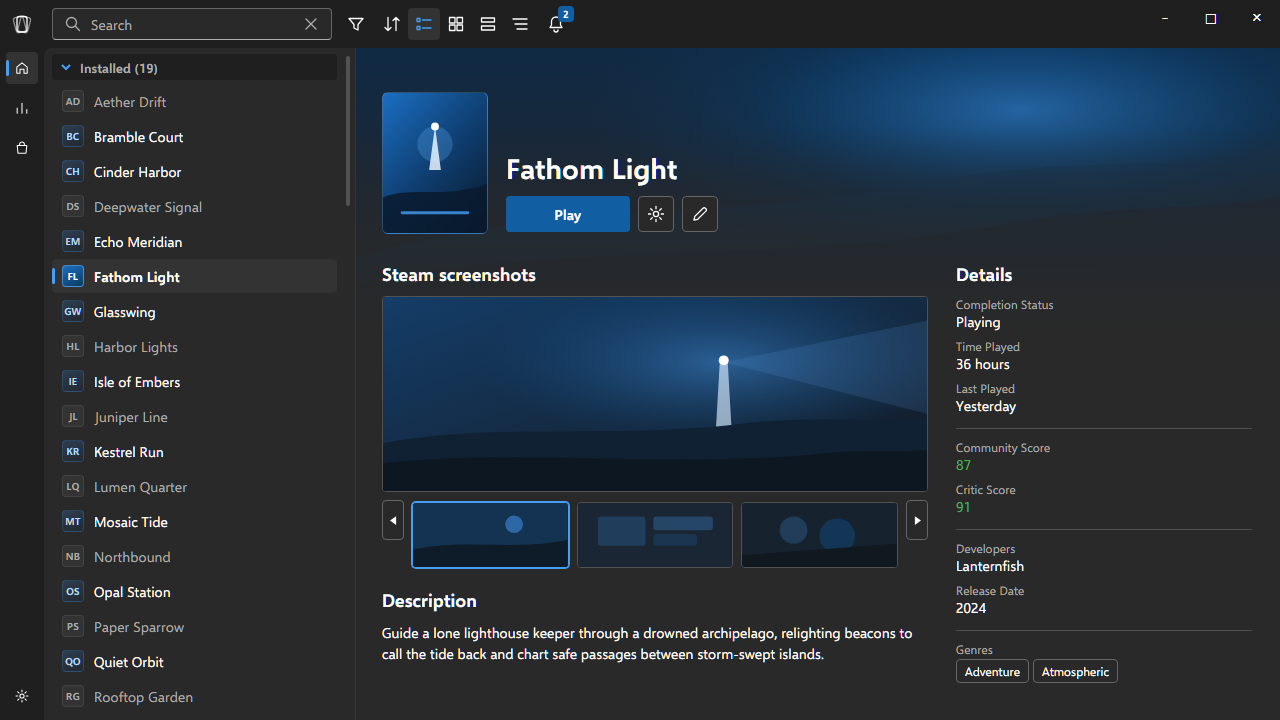 Search
2
Installed (19)
AD Aether Drift
BC Bramble Court
CH Cinder Harbor
DS Deepwater Signal
EM Echo Meridian
FL Fathom Light
GW Glasswing
HL Harbor Lights
IE Isle of Embers
JL Juniper Line
KR Kestrel Run
LQ Lumen Quarter
MT Mosaic Tide
NB Northbound
OS Opal Station
PS Paper Sparrow
QO Quiet Orbit
RG Rooftop Garden
Fathom Light
Play
Steam screenshots
Description
Guide a lone lighthouse keeper through a drowned archipelago, relighting beacons to
call the tide back and chart safe passages between storm-swept islands.
Details
Completion Status
Playing
Time Played
36 hours
Last Played
Yesterday
Community Score
87
Critic Score
91
Developers
Lanternfish
Release Date
2024
Genres
Adventure Atmospheric